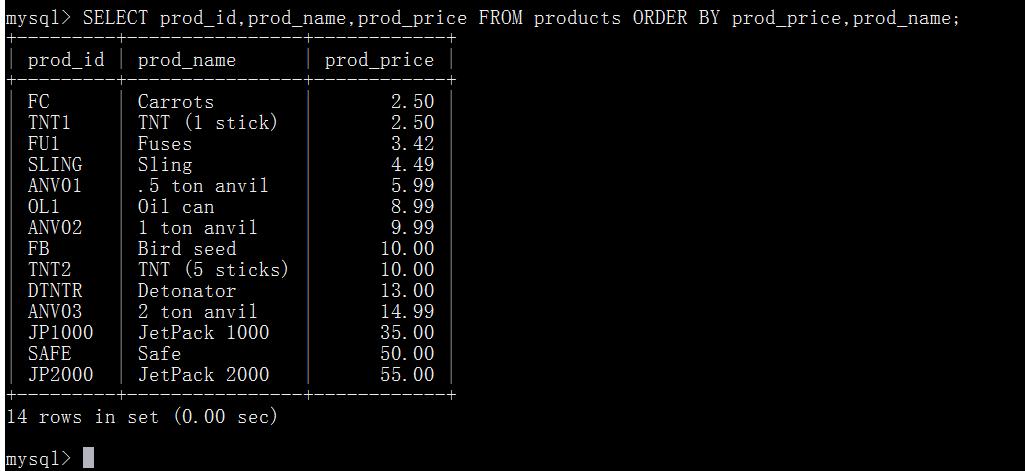 mysql> SELECT prod_id,prod_name,prod_price FROM products ORDER BY prod_price,prod_name;
+---------+----------------+------------+
| prod_id | prod_name      | prod_price |
+---------+----------------+------------+
| FC      | Carrots        |       2.50 |
| TNT1    | TNT (1 stick)  |       2.50 |
| FU1     | Fuses          |       3.42 |
| SLING   | Sling          |       4.49 |
| ANV01   | .5 ton anvil   |       5.99 |
| OL1     | Oil can        |       8.99 |
| ANV02   | 1 ton anvil    |       9.99 |
| FB      | Bird seed      |      10.00 |
| TNT2    | TNT (5 sticks) |      10.00 |
| DTNTR   | Detonator      |      13.00 |
| ANV03   | 2 ton anvil    |      14.99 |
| JP1000  | JetPack 1000   |      35.00 |
| SAFE    | Safe           |      50.00 |
| JP2000  | JetPack 2000   |      55.00 |
+---------+----------------+------------+
14 rows in set (0.00 sec)
mysql>